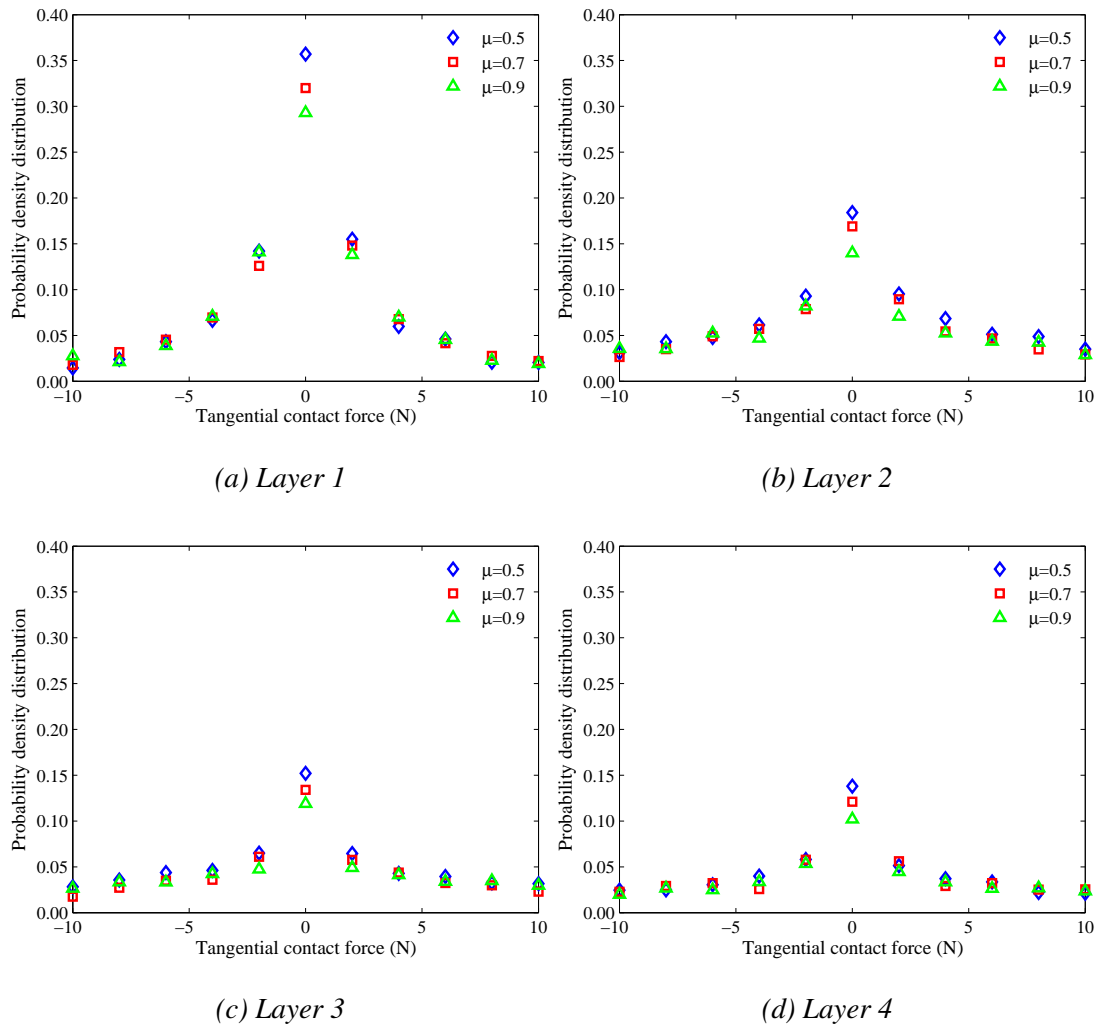 0.40
0.35
0.30
0.25
0.20
0.15
0.10
0.05
0.00
−10
−5
0
5
10
Probability density distribution
Tangential contact force (N)
μ=0.5
μ=0.7
μ=0.9
(a) Layer 1
0.40
0.35
0.30
0.25
0.20
0.15
0.10
0.05
0.00
−10
−5
0
5
10
Probability density distribution
Tangential contact force (N)
μ=0.5
μ=0.7
μ=0.9
(b) Layer 2
0.40
0.35
0.30
0.25
0.20
0.15
0.10
0.05
0.00
−10
−5
0
5
10
Probability density distribution
Tangential contact force (N)
μ=0.5
μ=0.7
μ=0.9
(c) Layer 3
0.40
0.35
0.30
0.25
0.20
0.15
0.10
0.05
0.00
−10
−5
0
5
10
Probability density distribution
Tangential contact force (N)
μ=0.5
μ=0.7
μ=0.9
(d) Layer 4